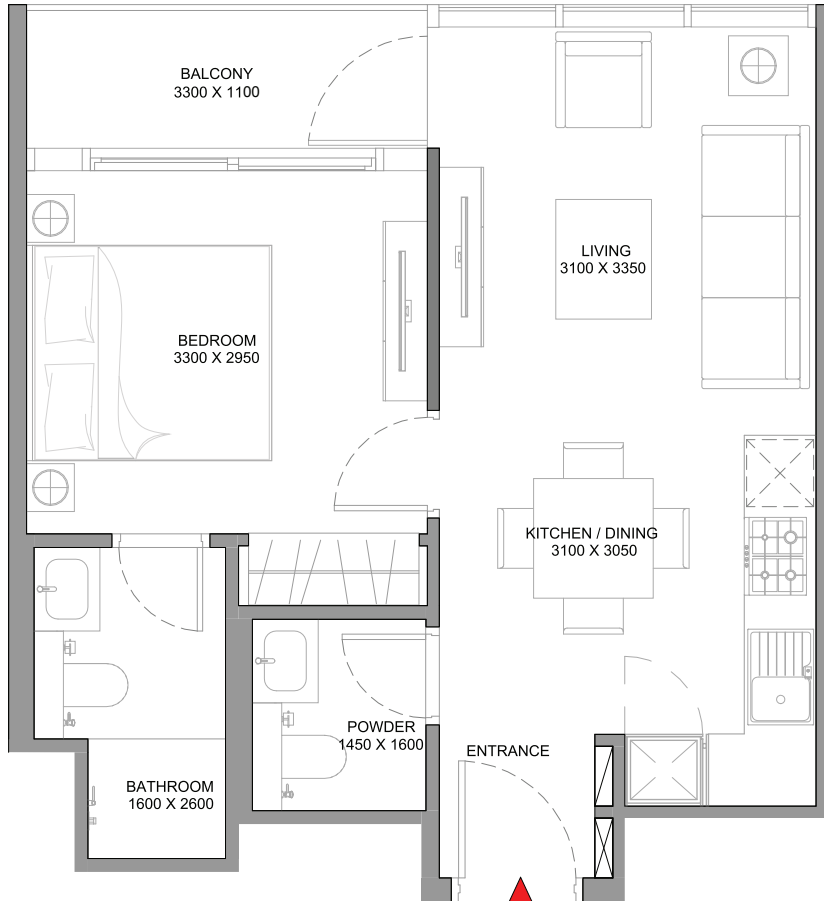 BALCONY
3300 X 1100
LIVING
3100 X 3350
BEDROOM
3300 X 2950
KITCHEN / DINING
3100 X 3050
POWDER
1450 X 1600
ENTRANCE
BATHROOM
1600 X 2600